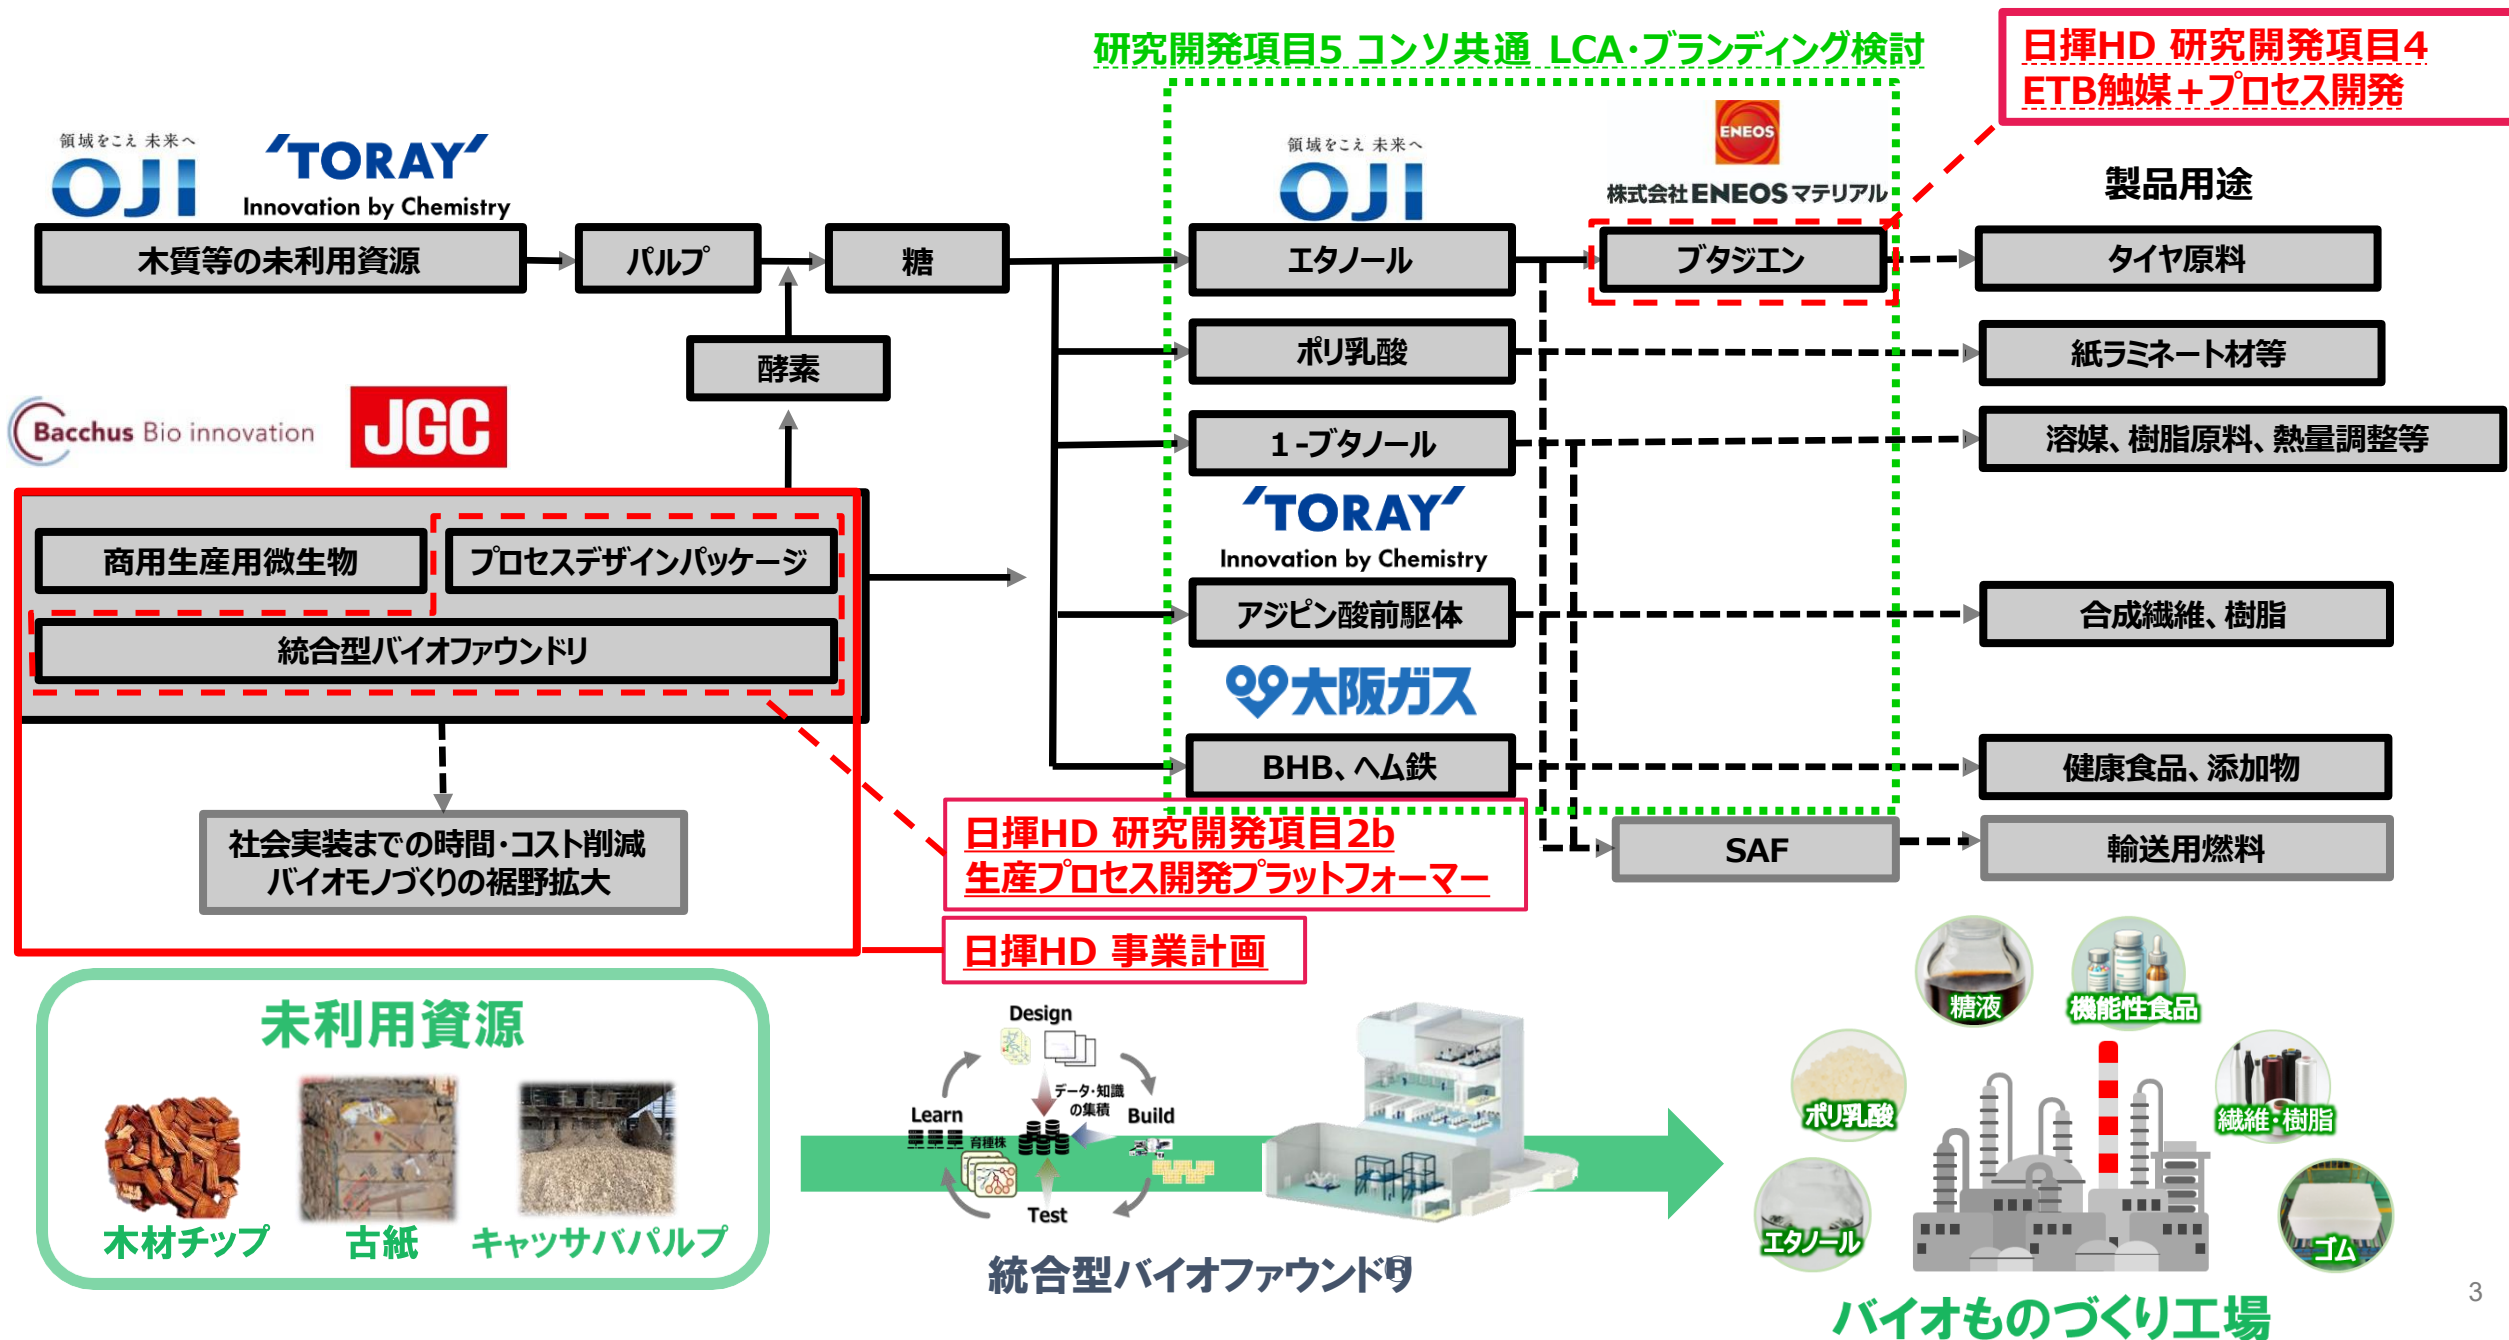 研究開発項目5 コンソ共通 LCA・ブランディング検討
日揮HD 研究開発項目4
ETB触媒＋プロセス開発
領域をこえ 未来へ
OJI
'TORAY'
Innovation by Chemistry
領域をこえ 未来へ
OJI
ENEOS
株式会社ENEOSマテリアル
製品用途
木質等の未利用資源
パルプ
糖
エタノール
ブタジエン
タイヤ原料
酵素
ポリ乳酸
紙ラミネート材等
Bacchus Bio innovation
JGC
1-ブタノール
溶媒、樹脂原料、熱量調整等
'TORAY'
Innovation by Chemistry
商用生産用微生物
プロセスデザインパッケージ
アジピン酸前駆体
合成繊維、樹脂
統合型バイオファウンドリ
大阪ガス
BHB、ヘム鉄
健康食品、添加物
社会実装までの時間・コスト削減
バイオモノづくりの裾野拡大
日揮HD 研究開発項目2b
生産プロセス開発プラットフォーマー
SAF
輸送用燃料
日揮HD 事業計画
未利用資源
木材チップ
古紙
キャッサバパルプ
Design
データ・知識
の集積
Learn
Build
育種株
Test
統合型バイオファウンドリ®
糖液
機能性食品
ポリ乳酸
繊維・樹脂
エタノール
ゴム
バイオものづくり工場
3